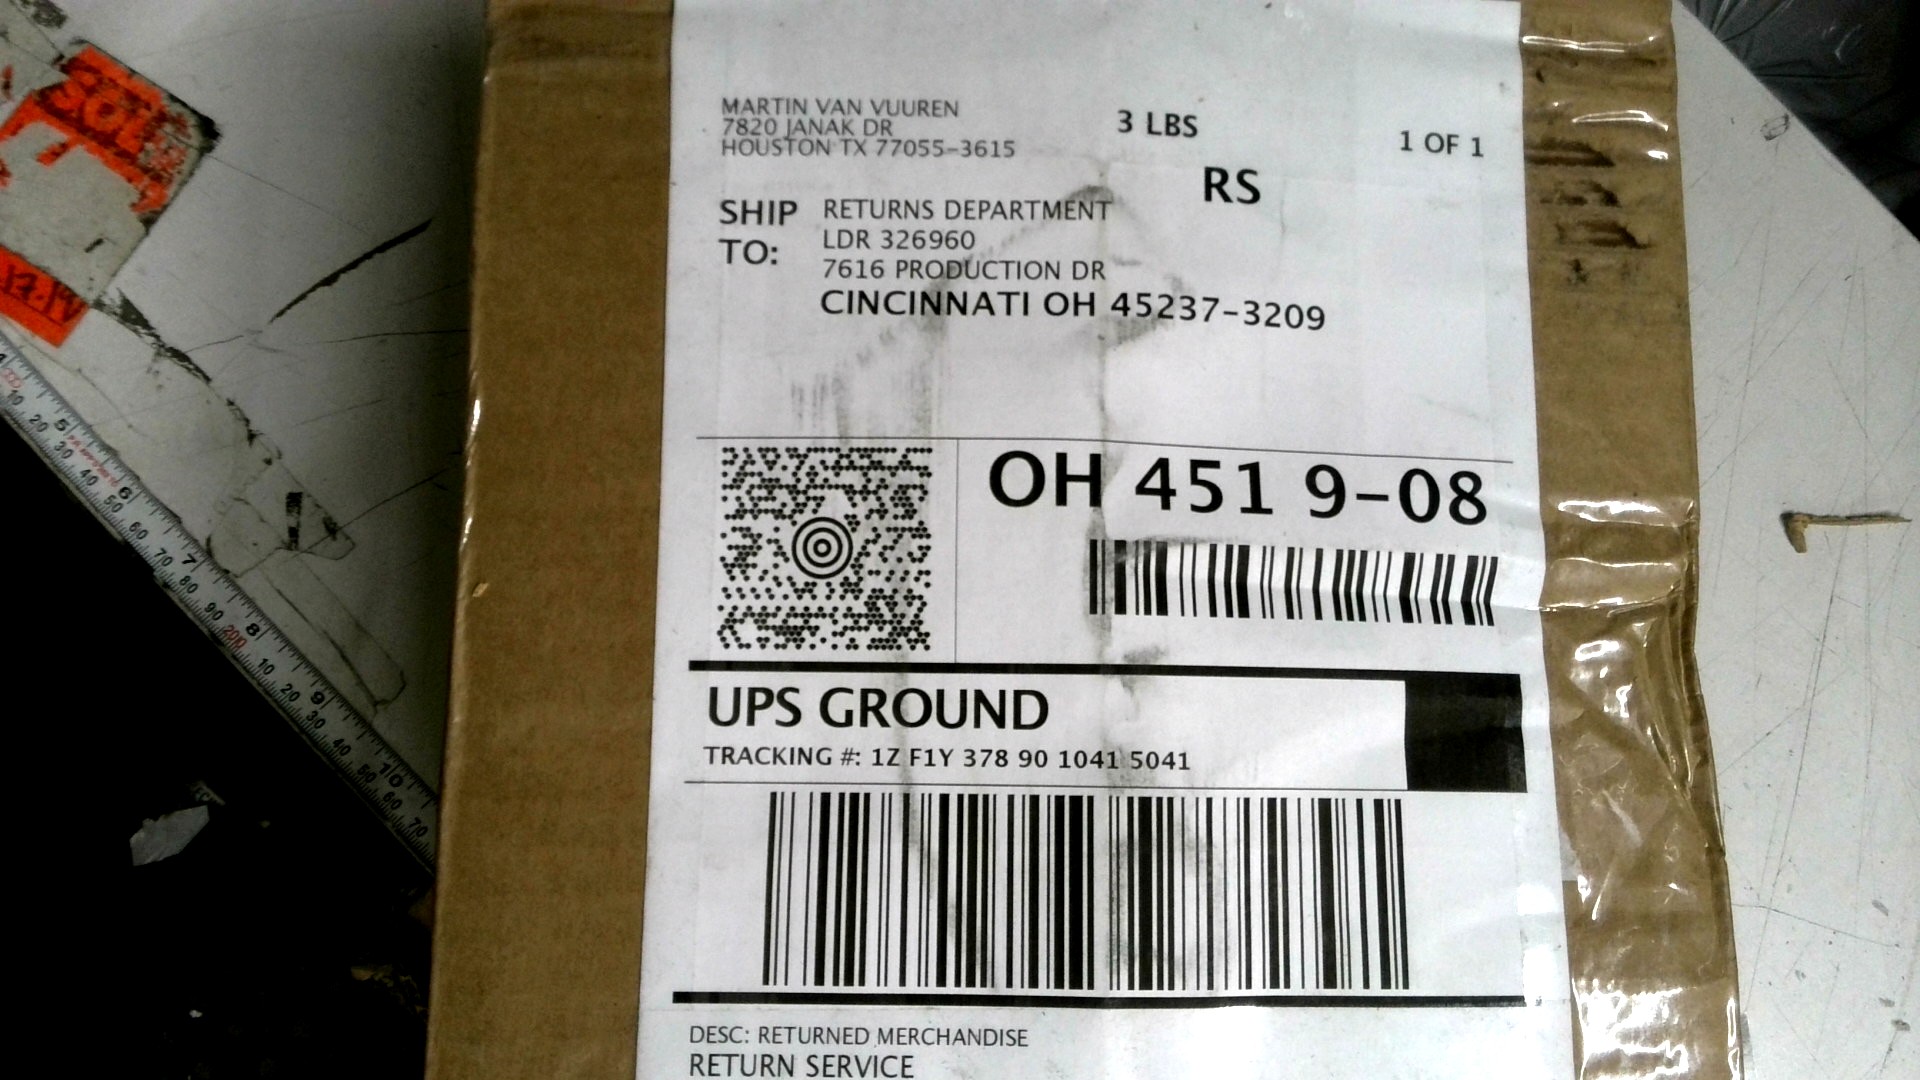 MARTIN VAN VUUREN
7820 JANAK DR
HOUSTON TX 77055-3615
3 LBS
1 OF 1
RS
SHIP TO:
RETURNS DEPARTMENT
LDR 326960
7616 PRODUCTION DR
CINCINNATI OH 45237-3209
OH 451 9-08
UPS GROUND
TRACKING #: 1Z F1Y 378 90 1041 5041
DESC: RETURNED MERCHANDISE
RETURN SERVICE